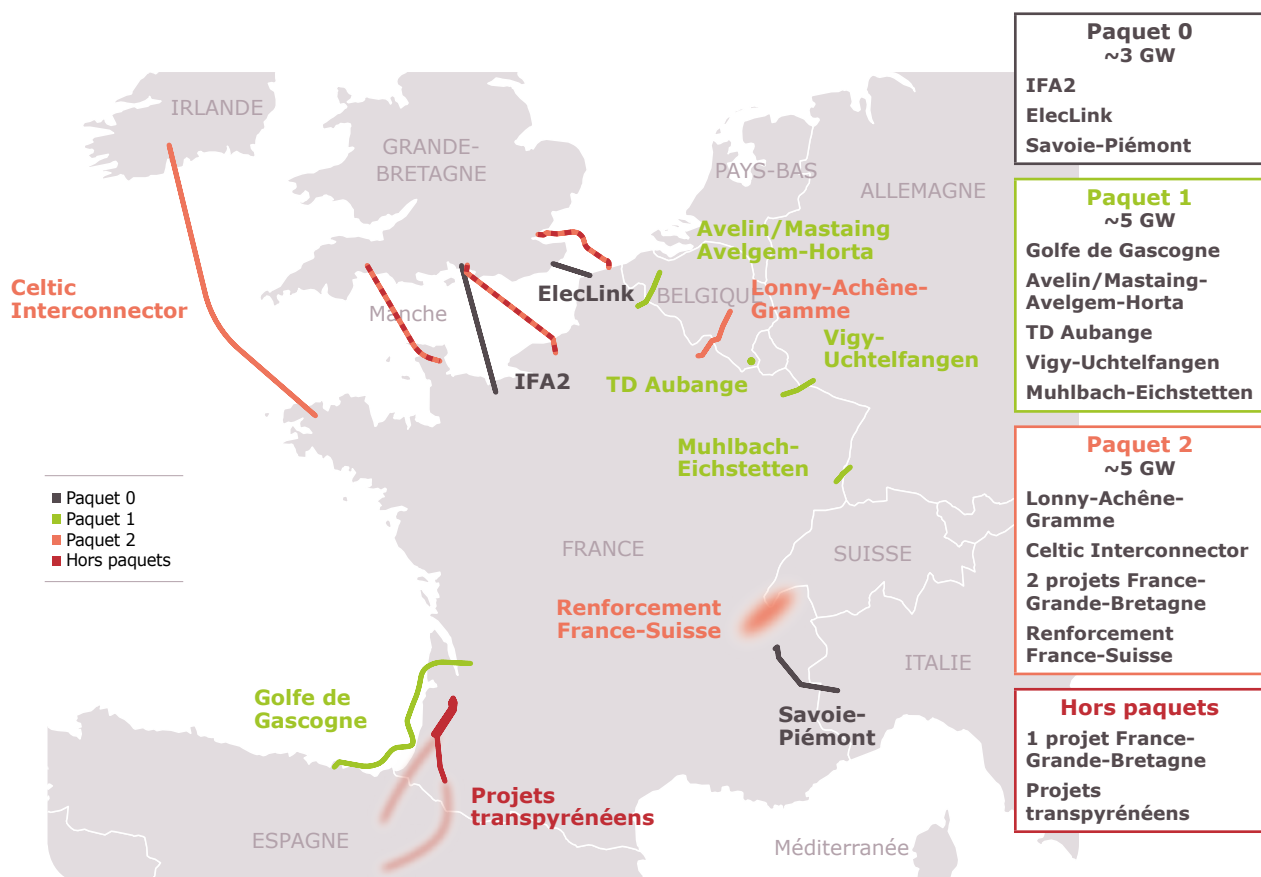 IRLANDE
GRANDE-
BRETAGNE
PAYS-BAS
ALLEMAGNE
Avelin/Mastaing
Avelgem-Horta
Celtic
Interconnector
ElecLink
BELGIQUE
Lonny-Achêne-
Gramme
Manche
Vigy-
Uchtelfangen
IFA2
TD Aubange
Muhlbach-
Eichstetten
Paquet 0
Paquet 1
Paquet 2
Hors paquets
FRANCE
SUISSE
Renforcement
France-Suisse
ITALIE
Golfe de
Gascogne
Savoie-
Piémont
Projets
transpyrénéens
ESPAGNE
Méditerranée
Paquet 0
~3 GW
IFA2
ElecLink
Savoie-Piémont
Paquet 1
~5 GW
Golfe de Gascogne
Avelin/Mastaing-
Avelgem-Horta
TD Aubange
Vigy-Uchtelfangen
Muhlbach-Eichstetten
Paquet 2
~5 GW
Lonny-Achêne-
Gramme
Celtic Interconnector
2 projets France-
Grande-Bretagne
Renforcement
France-Suisse
Hors paquets
1 projet France-
Grande-Bretagne
Projets
transpyrénéens